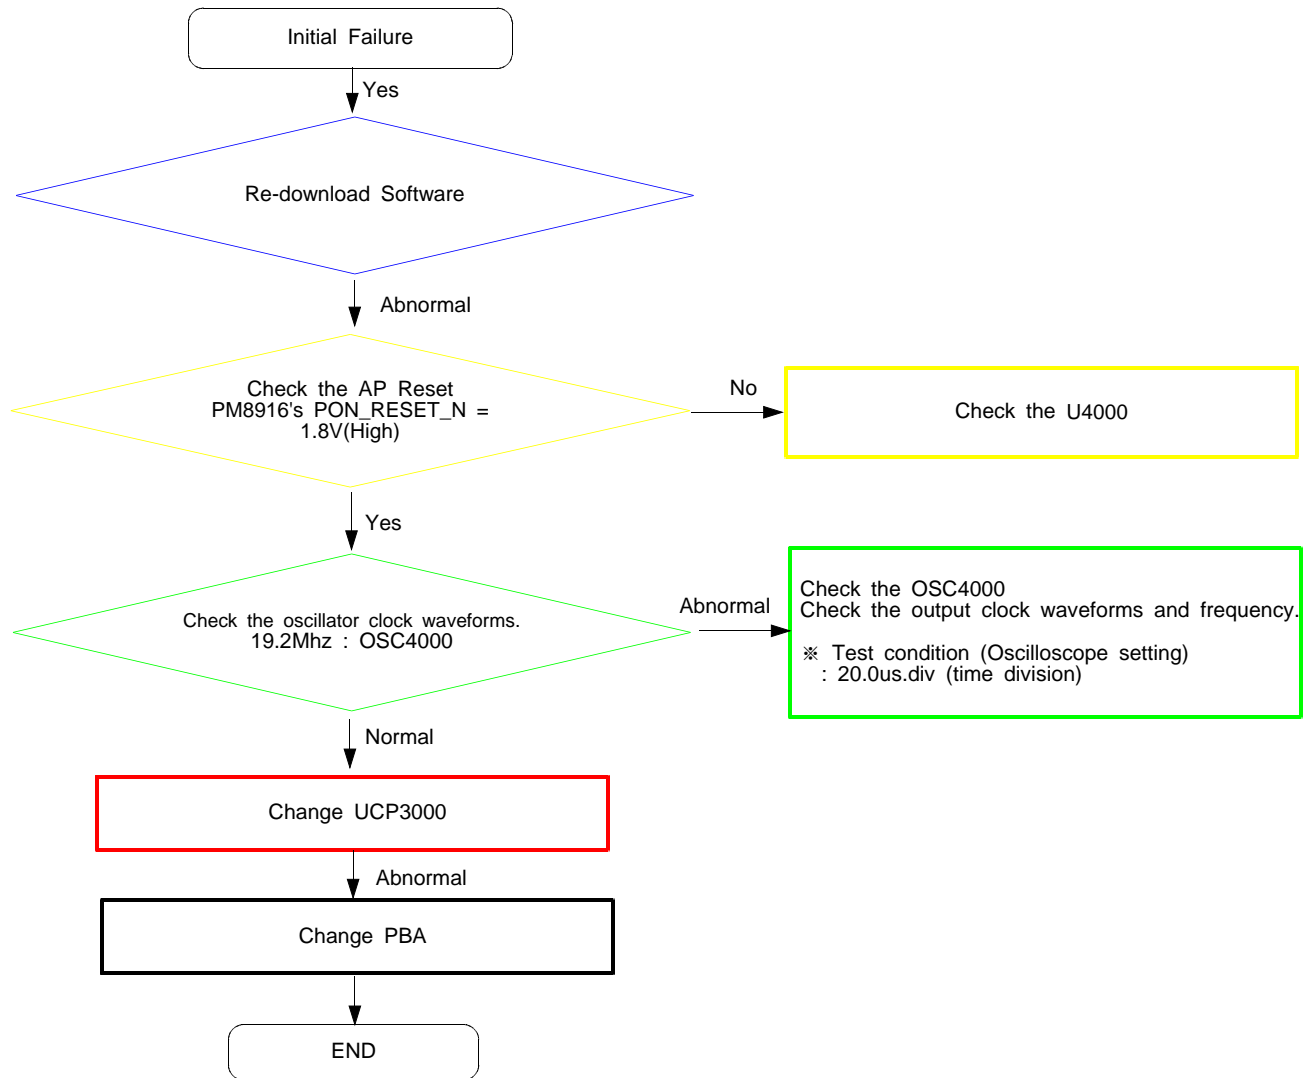 Initial Failure
Yes
Re-download Software
Abnormal
Check the AP Reset
PM8916's PON_RESET_N =
1.8V(High)
No
Check the U4000
Yes
Check the oscillator clock waveforms.
19.2Mhz : OSC4000
Abnormal
Check the OSC4000
Check the output clock waveforms and frequency.
※ Test condition (Oscilloscope setting)
: 20.0us.div (time division)
Normal
Change UCP3000
Abnormal
Change PBA
END